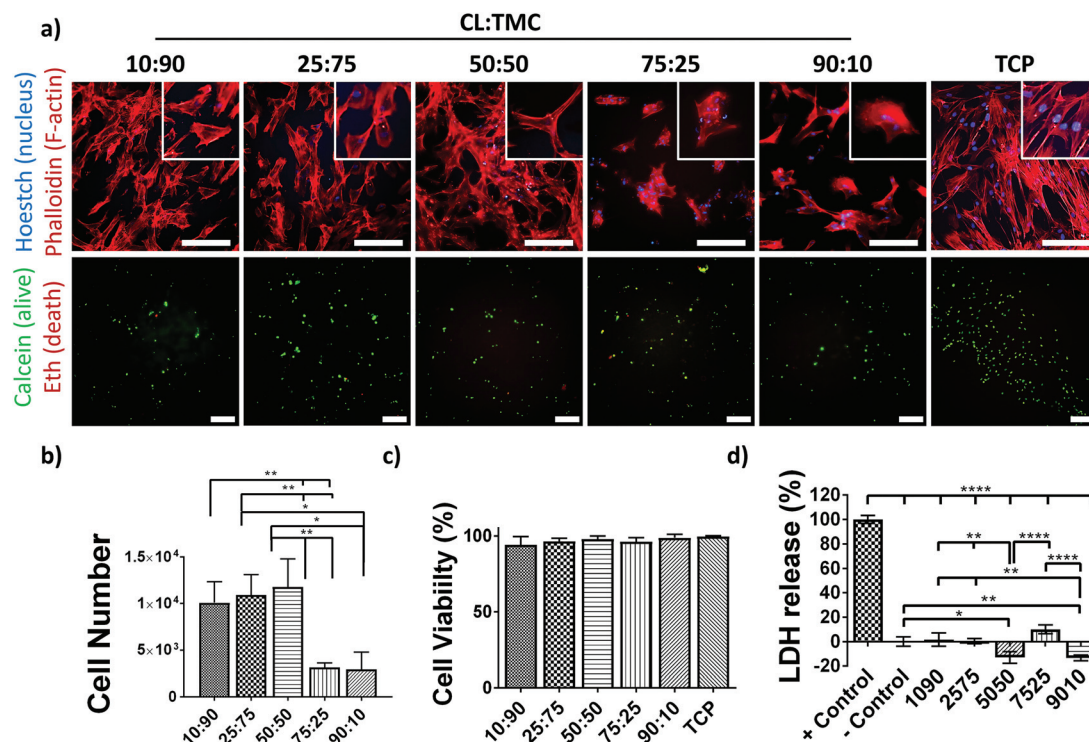 a)
CL:TMC
10:90 25:75 50:50 75:25 90:10 TCP
Hoestch (nucleus)
Phalloidin (F-actin)
Calcein (alive)
Eth (death)
b)
**
**
*
*
**
Cell Number
1.5×10⁴
1×10⁴
5×10³
0
10:90 25:75 50:50 75:25 90:10
c)
Cell Viabiilty (%)
100
50
0
10:90 25:75 50:50 75:25 90:10 TCP
d)
****
** ****
****
**
**
*
LDH release (%)
120
100
80
60
40
20
0
-20
+ Control - Control 1090 2575 5050 7525 9010